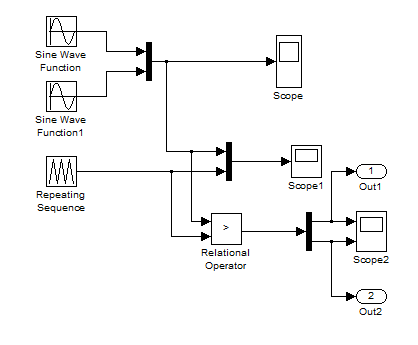 Sine Wave
Function
Scope
Sine Wave
Function1
Scope1
Repeating
Sequence
1
Out1
>
Relational
Operator
Scope2
2
Out2